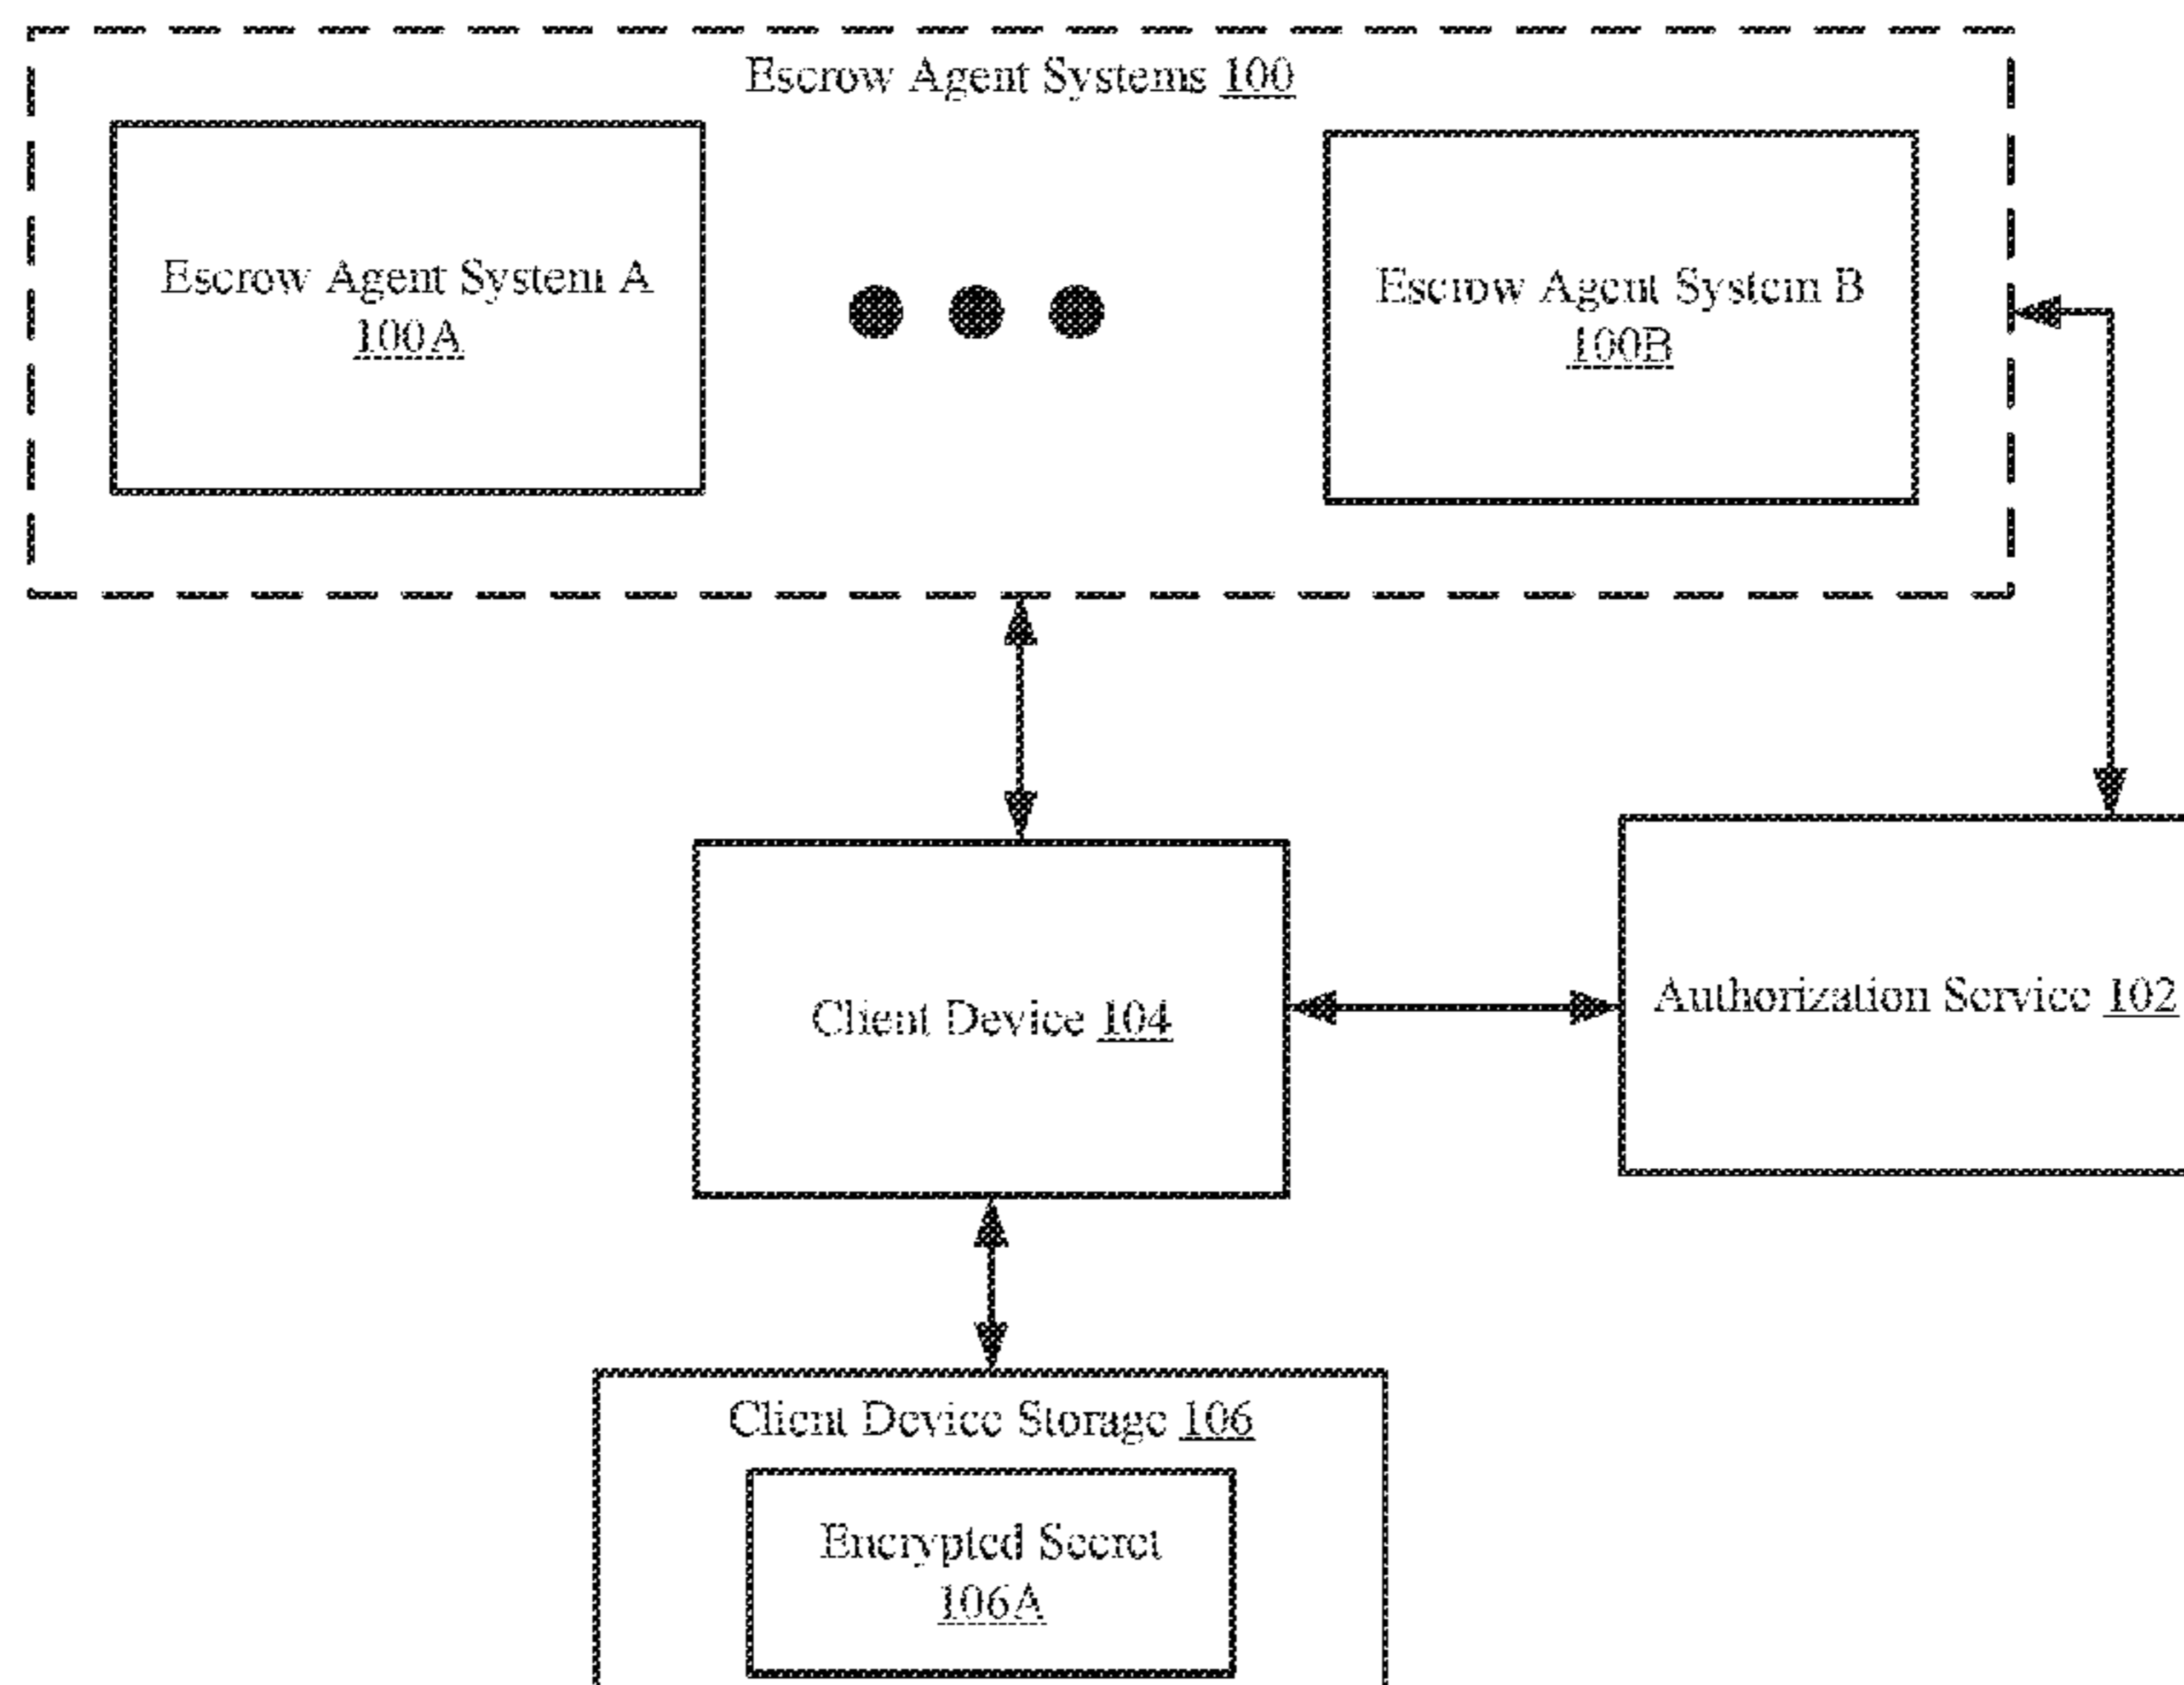 Escrow Agent Systems 100
Escrow Agent System A
100A
Escrow Agent System B
100B
Client Device 104
Authorization Service 102
Client Device Storage 106
Encrypted Secret
106A